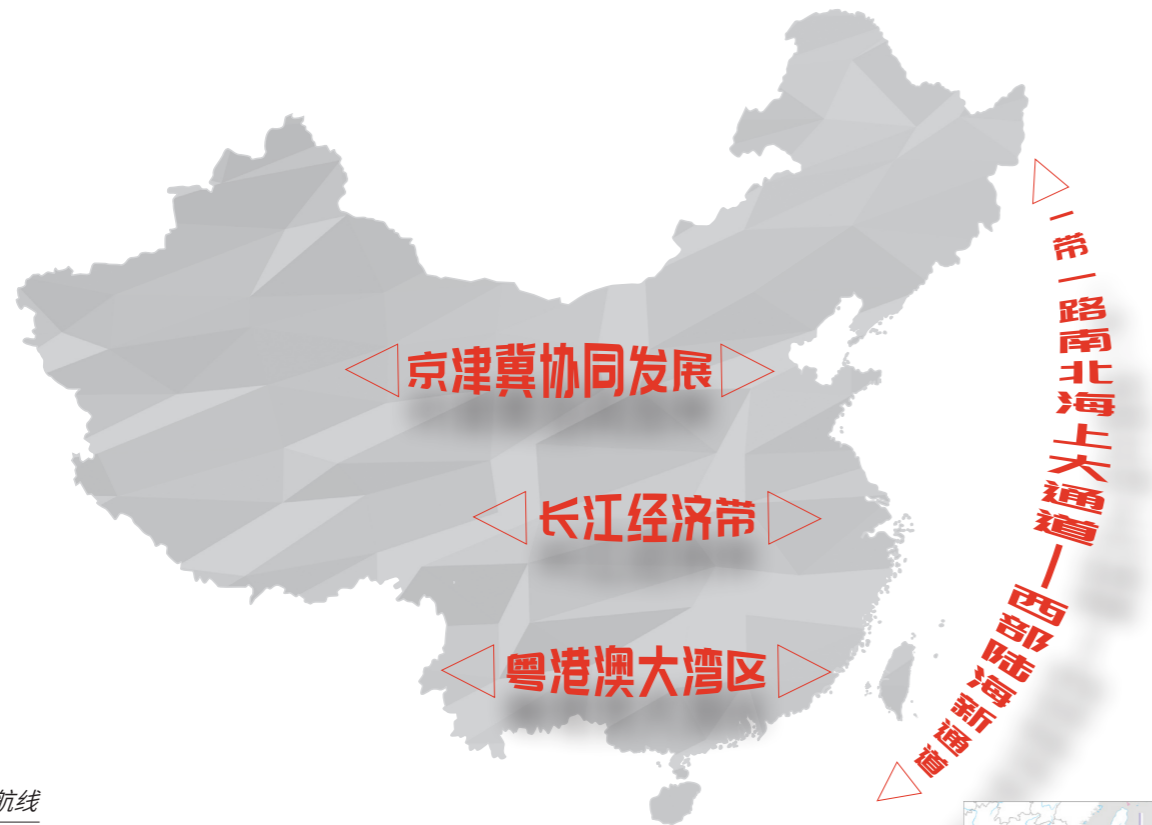 京津冀协同发展
长江经济带
粤港澳大湾区
一带一路南北海上大通道—西部陆海新通道
航线